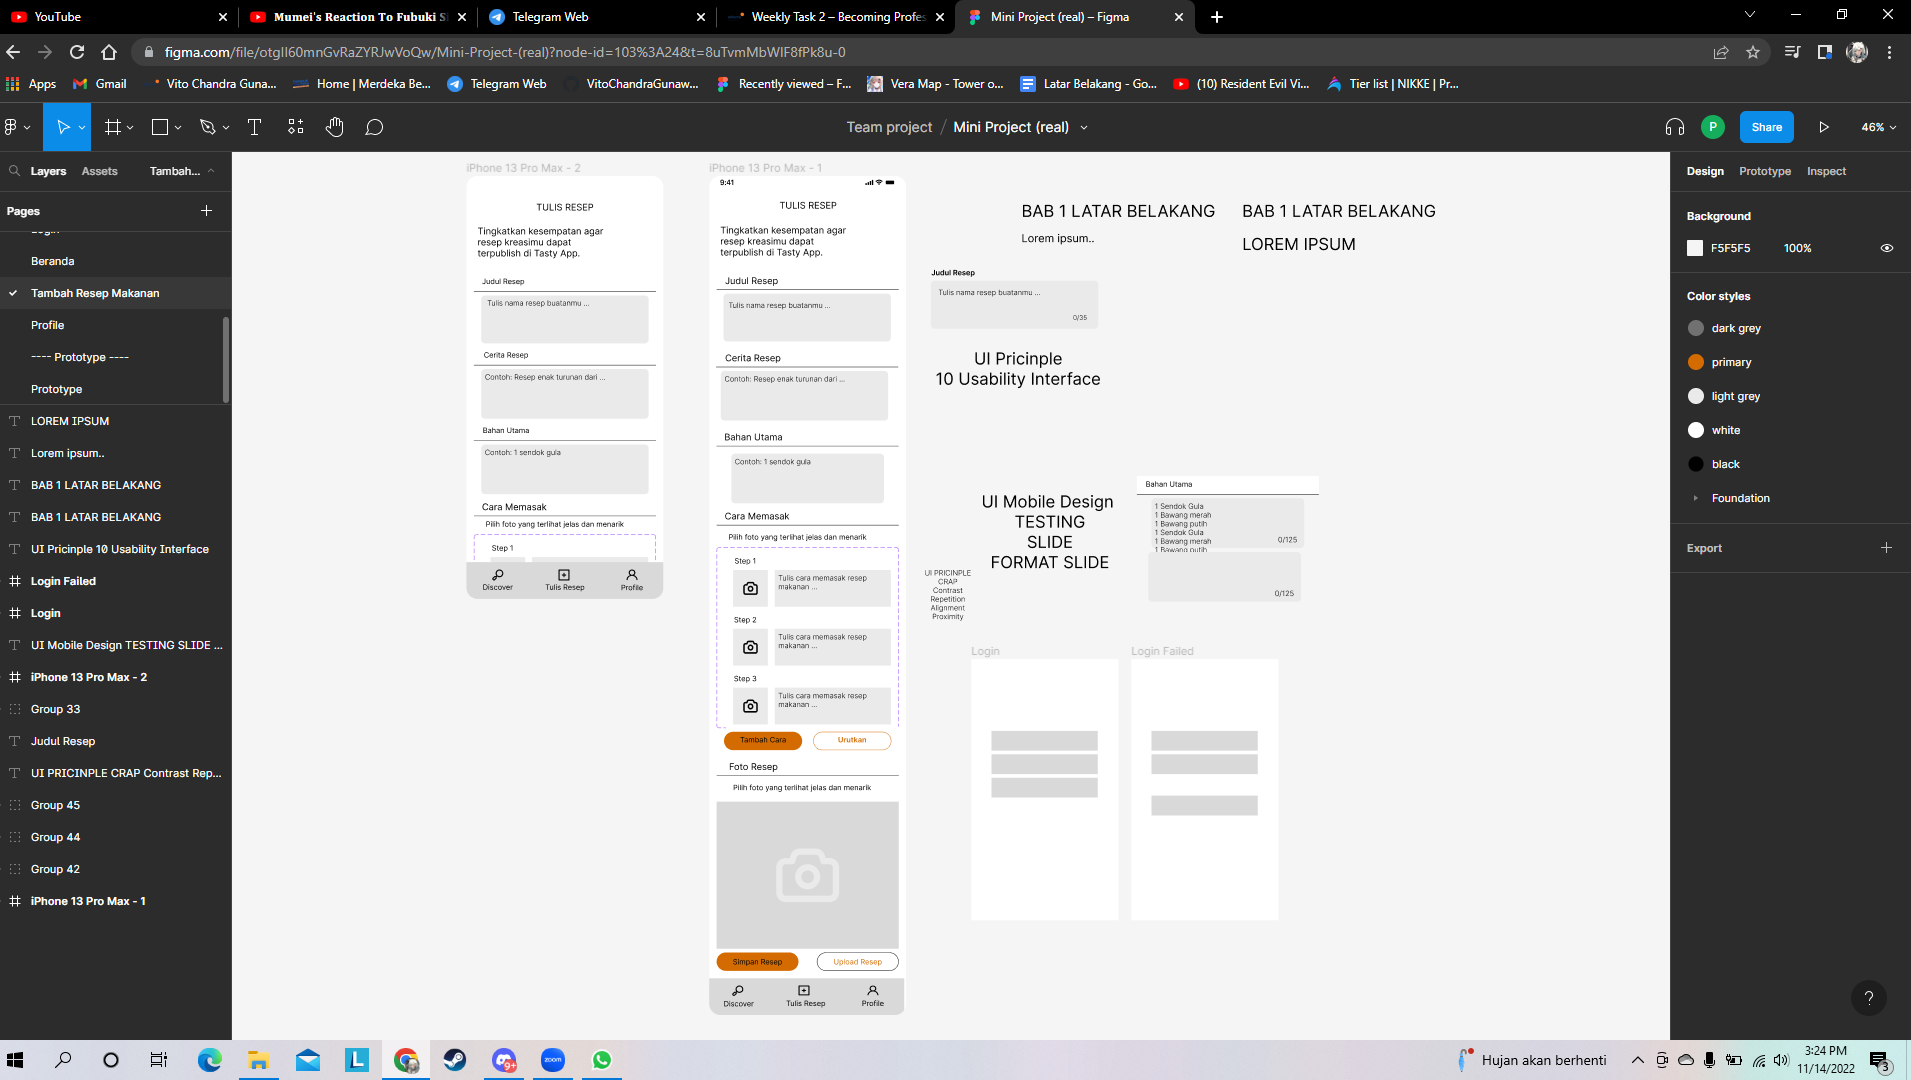 YouTube
Mumei's Reaction To Fubuki S
Telegram Web
Weekly Task 2 – Becoming Profes
Mini Project (real) – Figma
Apps
Gmail
Vito Chandra Guna...
Home | Merdeka Be...
Telegram Web
VitoChandraGunaw...
Recently viewed – F...
Vera Map - Tower o...
Latar Belakang - Go...
(10) Resident Evil Vi...
Tier list | NIKKE | Pr...
Team project / Mini Project (real)
P
Share
46%
Layers
Assets
Tambah...
Pages
Login
Beranda
Tambah Resep Makanan
Profile
---- Prototype ----
Prototype
LOREM IPSUM
Lorem ipsum..
BAB 1 LATAR BELAKANG
BAB 1 LATAR BELAKANG
UI Pricinple 10 Usability Interface
Login Failed
Login
UI Mobile Design TESTING SLIDE ...
iPhone 13 Pro Max - 2
Group 33
Judul Resep
UI PRICINPLE CRAP Contrast Rep...
Group 45
Group 44
Group 42
iPhone 13 Pro Max - 1
iPhone 13 Pro Max - 2
TULIS RESEP
Tingkatkan kesempatan agar
resep kreasimu dapat
terpublish di Tasty App.
Judul Resep
Tulis nama resep buatanmu ...
Cerita Resep
Contoh: Resep enak turunan dari ...
Bahan Utama
Contoh: 1 sendok gula
Cara Memasak
Pilih foto yang terlihat jelas dan menarik
Step 1
Discover
Tulis Resep
Profile
iPhone 13 Pro Max - 1
9:41
TULIS RESEP
Tingkatkan kesempatan agar
resep kreasimu dapat
terpublish di Tasty App.
Judul Resep
Tulis nama resep buatanmu ...
Cerita Resep
Contoh: Resep enak turunan dari ...
Bahan Utama
Contoh: 1 sendok gula
Cara Memasak
Pilih foto yang terlihat jelas dan menarik
Step 1
Tulis cara memasak resep
makanan ...
Step 2
Tulis cara memasak resep
makanan ...
Step 3
Tulis cara memasak resep
makanan ...
Tambah Cara
Urutkan
Foto Resep
Pilih foto yang terlihat jelas dan menarik
Simpan Resep
Upload Resep
Discover
Tulis Resep
Profile
BAB 1 LATAR BELAKANG
Lorem ipsum..
BAB 1 LATAR BELAKANG
LOREM IPSUM
Judul Resep
Tulis nama resep buatanmu ...
0/35
UI Pricinple
10 Usability Interface
UI Mobile Design
TESTING
SLIDE
FORMAT SLIDE
UI PRICINPLE
CRAP
Contrast
Repetition
Alignment
Proximity
Bahan Utama
1 Sendok Gula
1 Bawang merah
1 Bawang putih
1 Sendok Gula
1 Bawang merah
1 Bawang putih
0/125
0/125
Login
Login Failed
Design
Prototype
Inspect
Background
F5F5F5
100%
Color styles
dark grey
primary
light grey
white
black
Foundation
Export
?
9+
zoom
Hujan akan berhenti
3:24 PM
11/14/2022
3